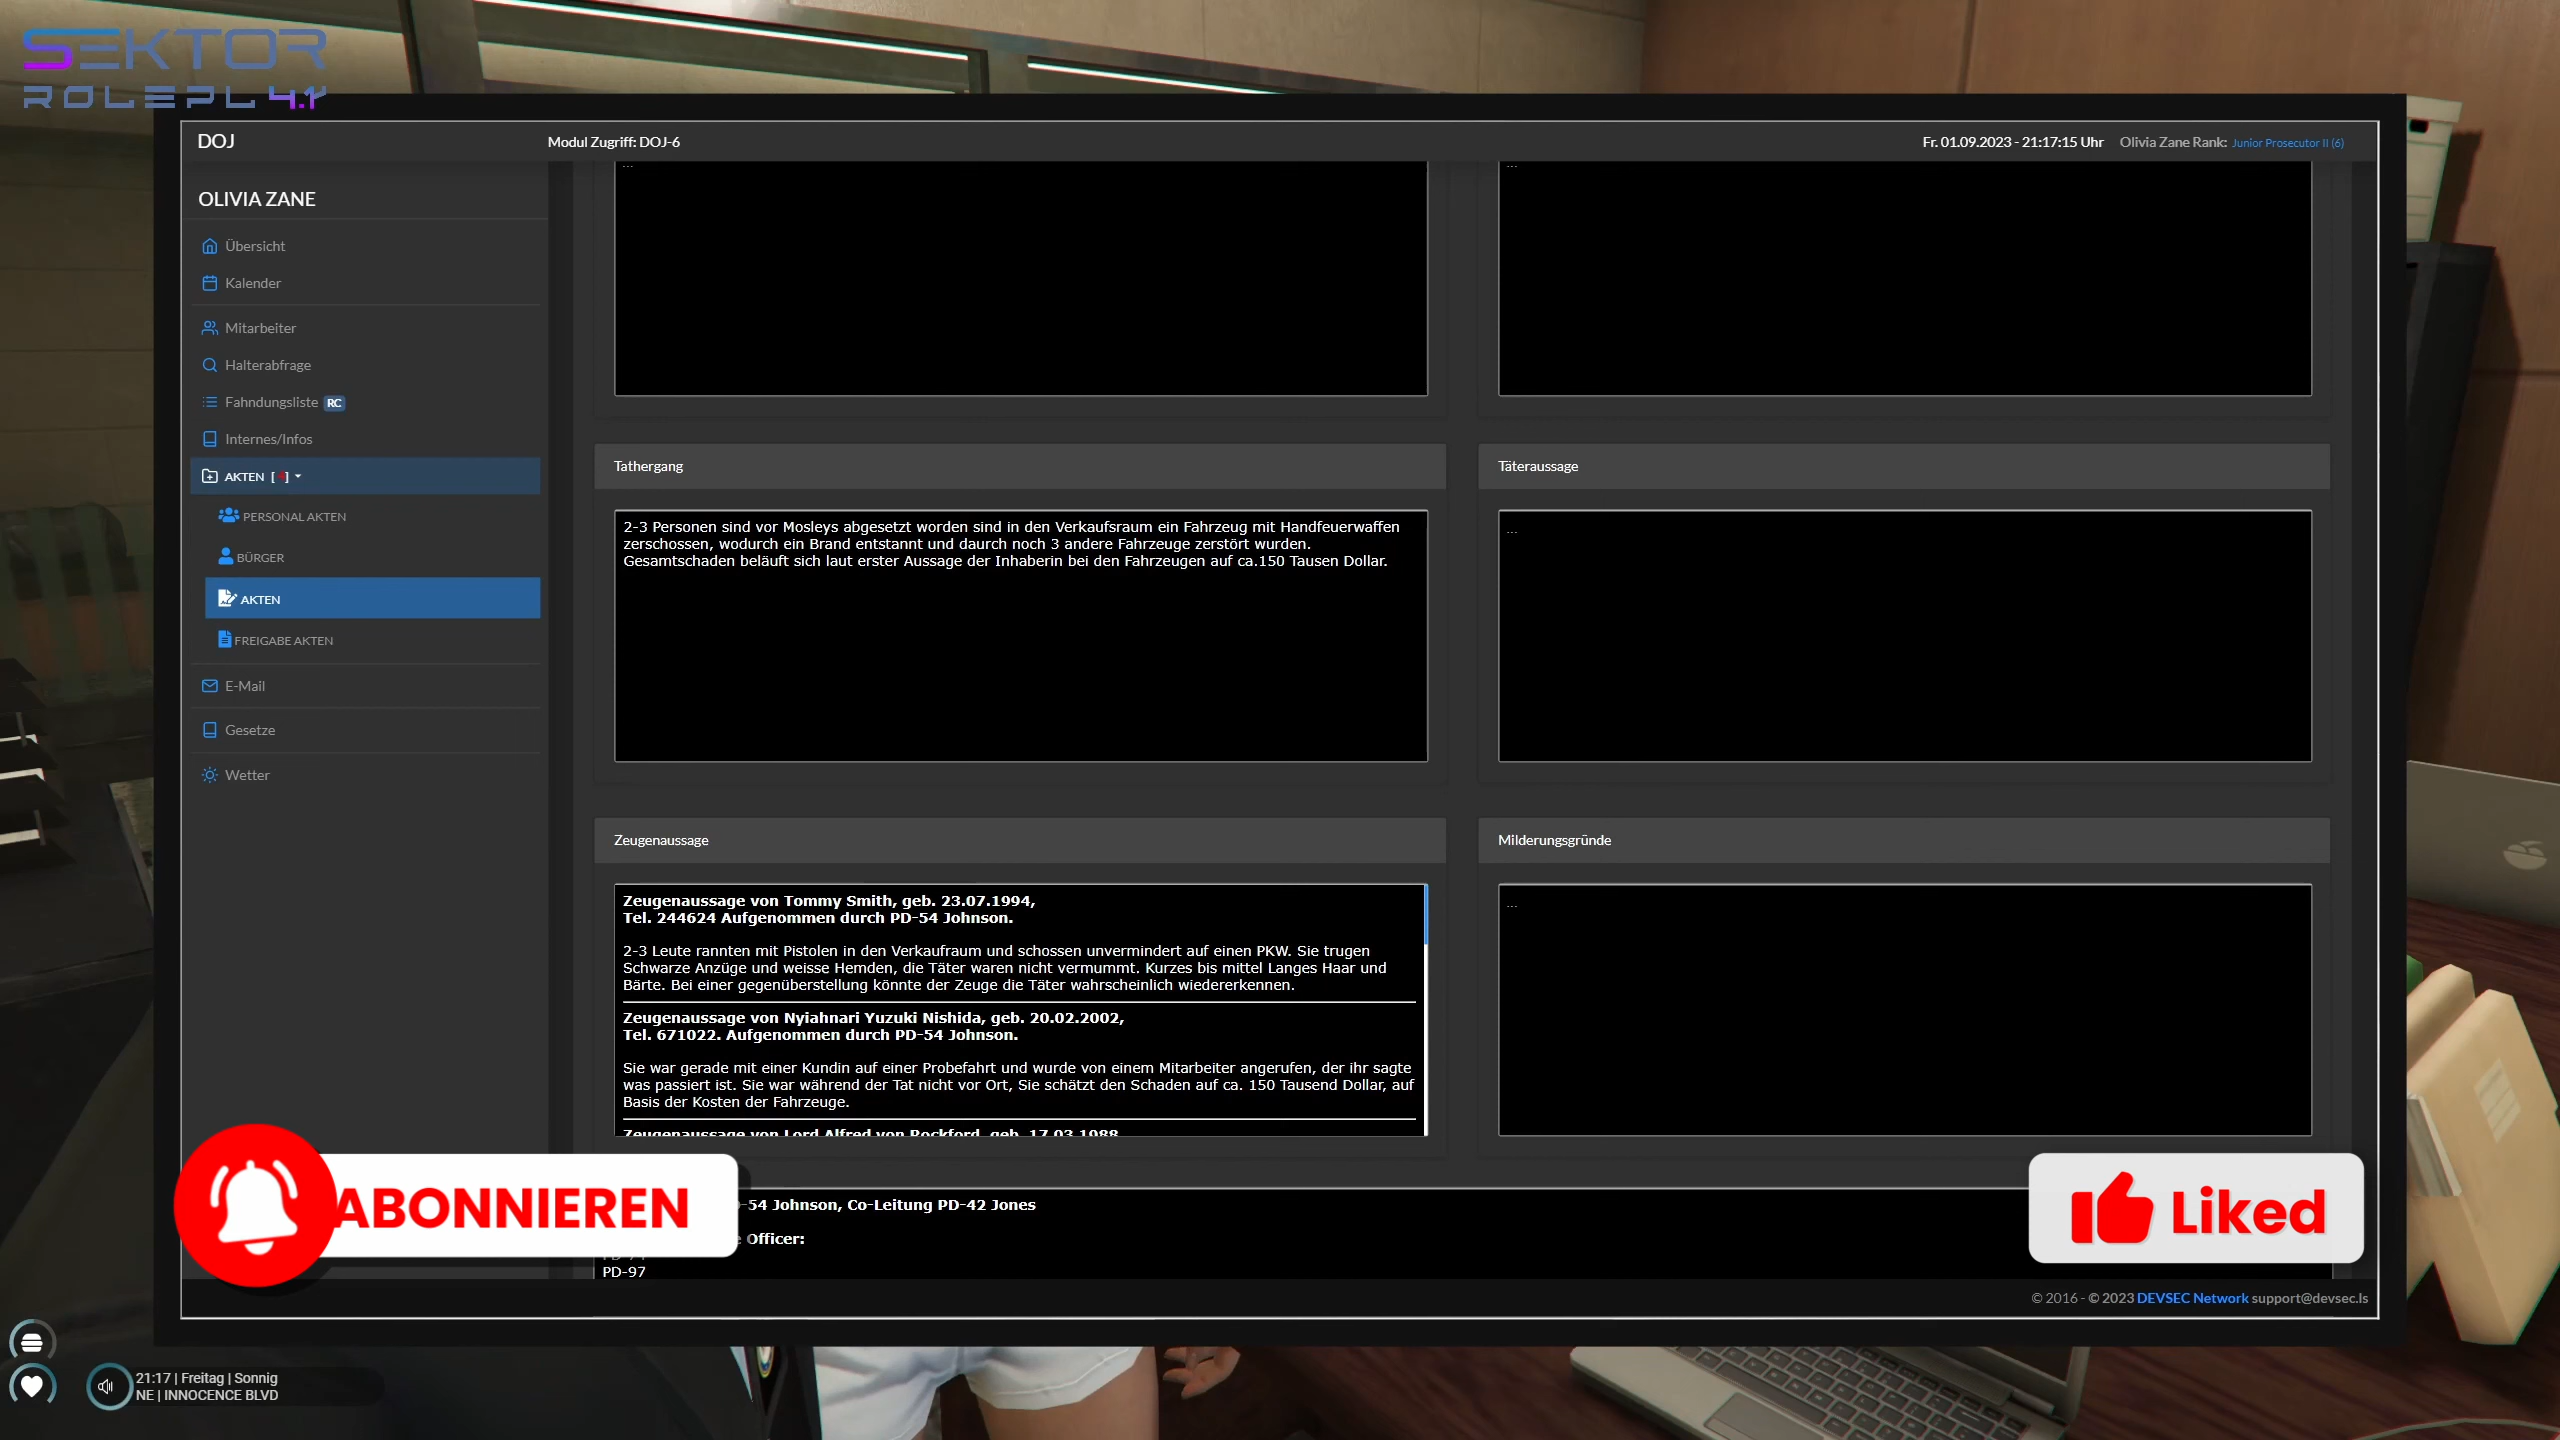 SEKTOR
ROLEPL4.Y
DOJ
Modul Zugriff: DOJ-6
Fr. 01.09.2023 - 21:17:15 Uhr Olivia Zane Rank: Junior Prosecutor II (6)
OLIVIA ZANE
Übersicht
Kalender
Mitarbeiter
Halterabfrage
Fahndungsliste RC
Internes/Infos
AKTEN [ ]
PERSONAL AKTEN
BÜRGER
AKTEN
FREIGABE AKTEN
E-Mail
Gesetze
Wetter
...
...
Tathergang
2-3 Personen sind vor Mosleys abgesetzt worden sind in den Verkaufsraum ein Fahrzeug mit Handfeuerwaffen
zerschossen, wodurch ein Brand entstannt und daurch noch 3 andere Fahrzeuge zerstört wurden.
Gesamtschaden beläuft sich laut erster Aussage der Inhaberin bei den Fahrzeugen auf ca.150 Tausen Dollar.
Täteraussage
...
Zeugenaussage
Zeugenaussage von Tommy Smith, geb. 23.07.1994,
Tel. 244624 Aufgenommen durch PD-54 Johnson.
2-3 Leute rannten mit Pistolen in den Verkaufraum und schossen unvermindert auf einen PKW. Sie trugen
Schwarze Anzüge und weisse Hemden, die Täter waren nicht vermummt. Kurzes bis mittel Langes Haar und
Bärte. Bei einer gegenüberstellung könnte der Zeuge die Täter wahrscheinlich wiedererkennen.
Zeugenaussage von Nyiahnari Yuzuki Nishida, geb. 20.02.2002,
Tel. 671022. Aufgenommen durch PD-54 Johnson.
Sie war gerade mit einer Kundin auf einer Probefahrt und wurde von einem Mitarbeiter angerufen, der ihr sagte
was passiert ist. Sie war während der Tat nicht vor Ort, Sie schätzt den Schaden auf ca. 150 Tausend Dollar, auf
Basis der Kosten der Fahrzeuge.
Zeugenaussage von Lord Alfred von Rockford, geb. 17.03.1988
Milderungsgründe
...
-54 Johnson, Co-Leitung PD-42 Jones
e Officer:
PD-97
ABONNIEREN
Liked
© 2016 - © 2023 DEVSEC Network support@devsec.ls
21:17 | Freitag | Sonnig
NE | INNOCENCE BLVD